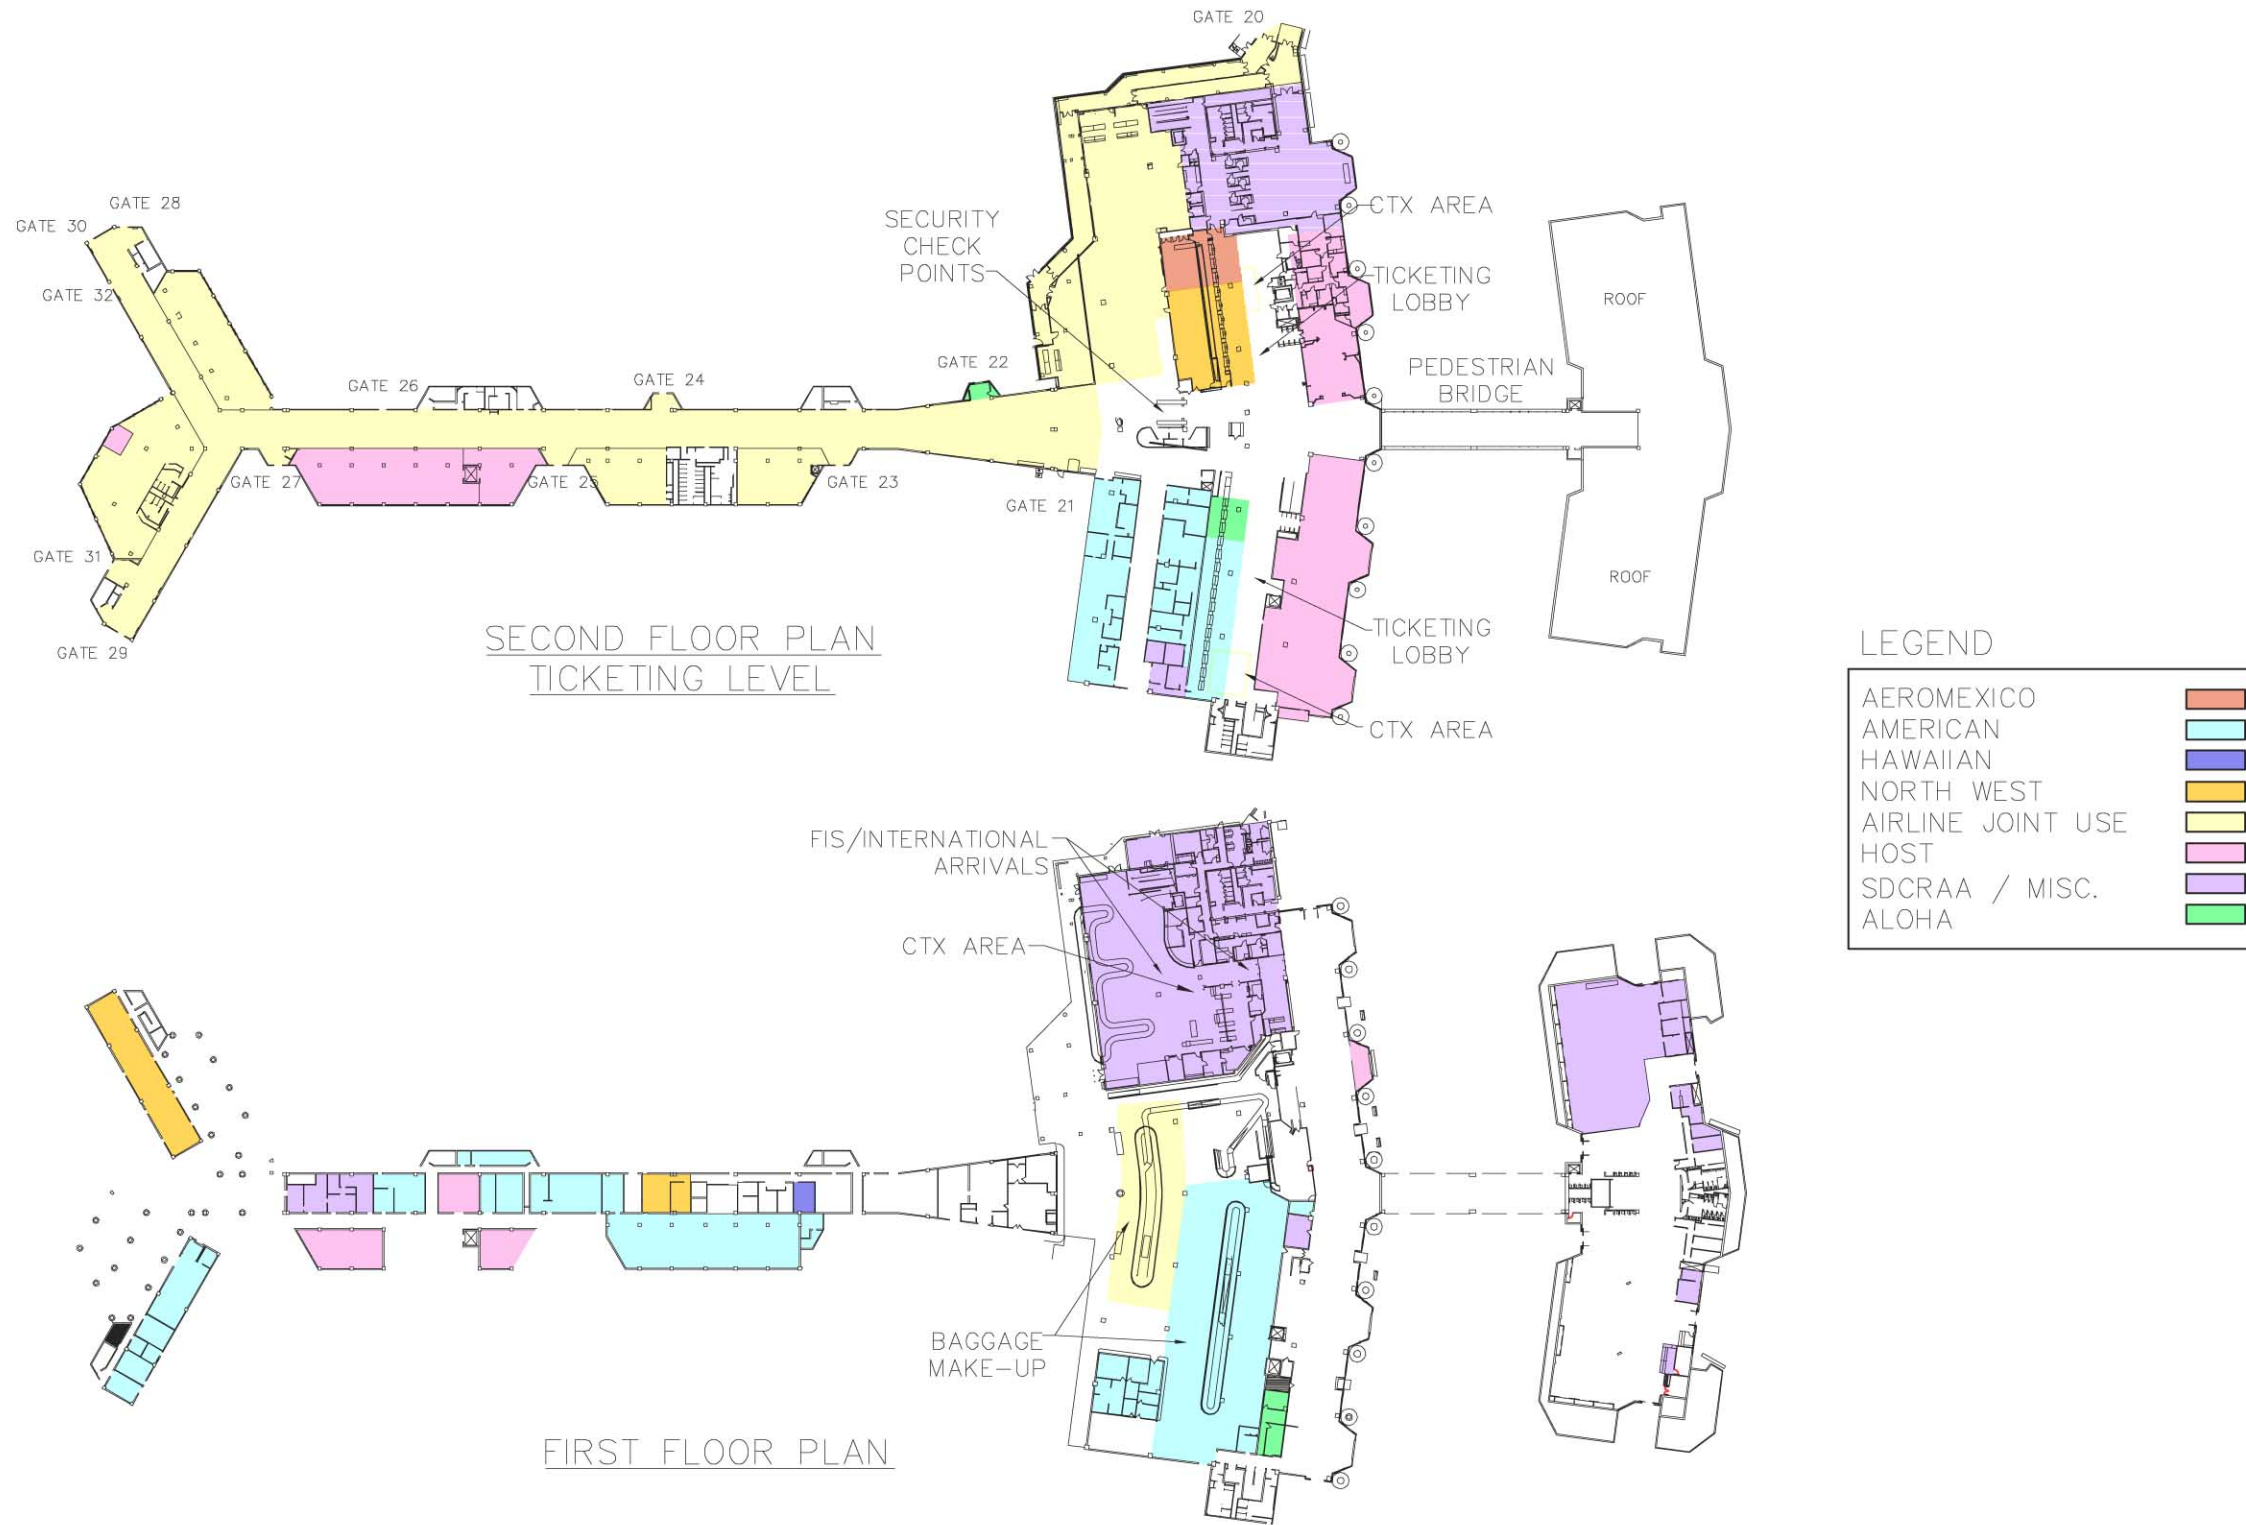 GATE 20
GATE 28
GATE 30
GATE 32
SECURITY
CHECK
POINTS
CTX AREA
TICKETING
LOBBY
ROOF
GATE 26
GATE 24
GATE 22
PEDESTRIAN
BRIDGE
GATE 27
GATE 25
GATE 23
GATE 21
GATE 31
GATE 29
ROOF
SECOND FLOOR PLAN
TICKETING LEVEL
TICKETING
LOBBY
CTX AREA
LEGEND
AEROMEXICO
AMERICAN
HAWAIIAN
NORTH WEST
AIRLINE JOINT USE
HOST
SDCRAA / MISC.
ALOHA
FIS/INTERNATIONAL
ARRIVALS
CTX AREA
BAGGAGE
MAKE-UP
FIRST FLOOR PLAN